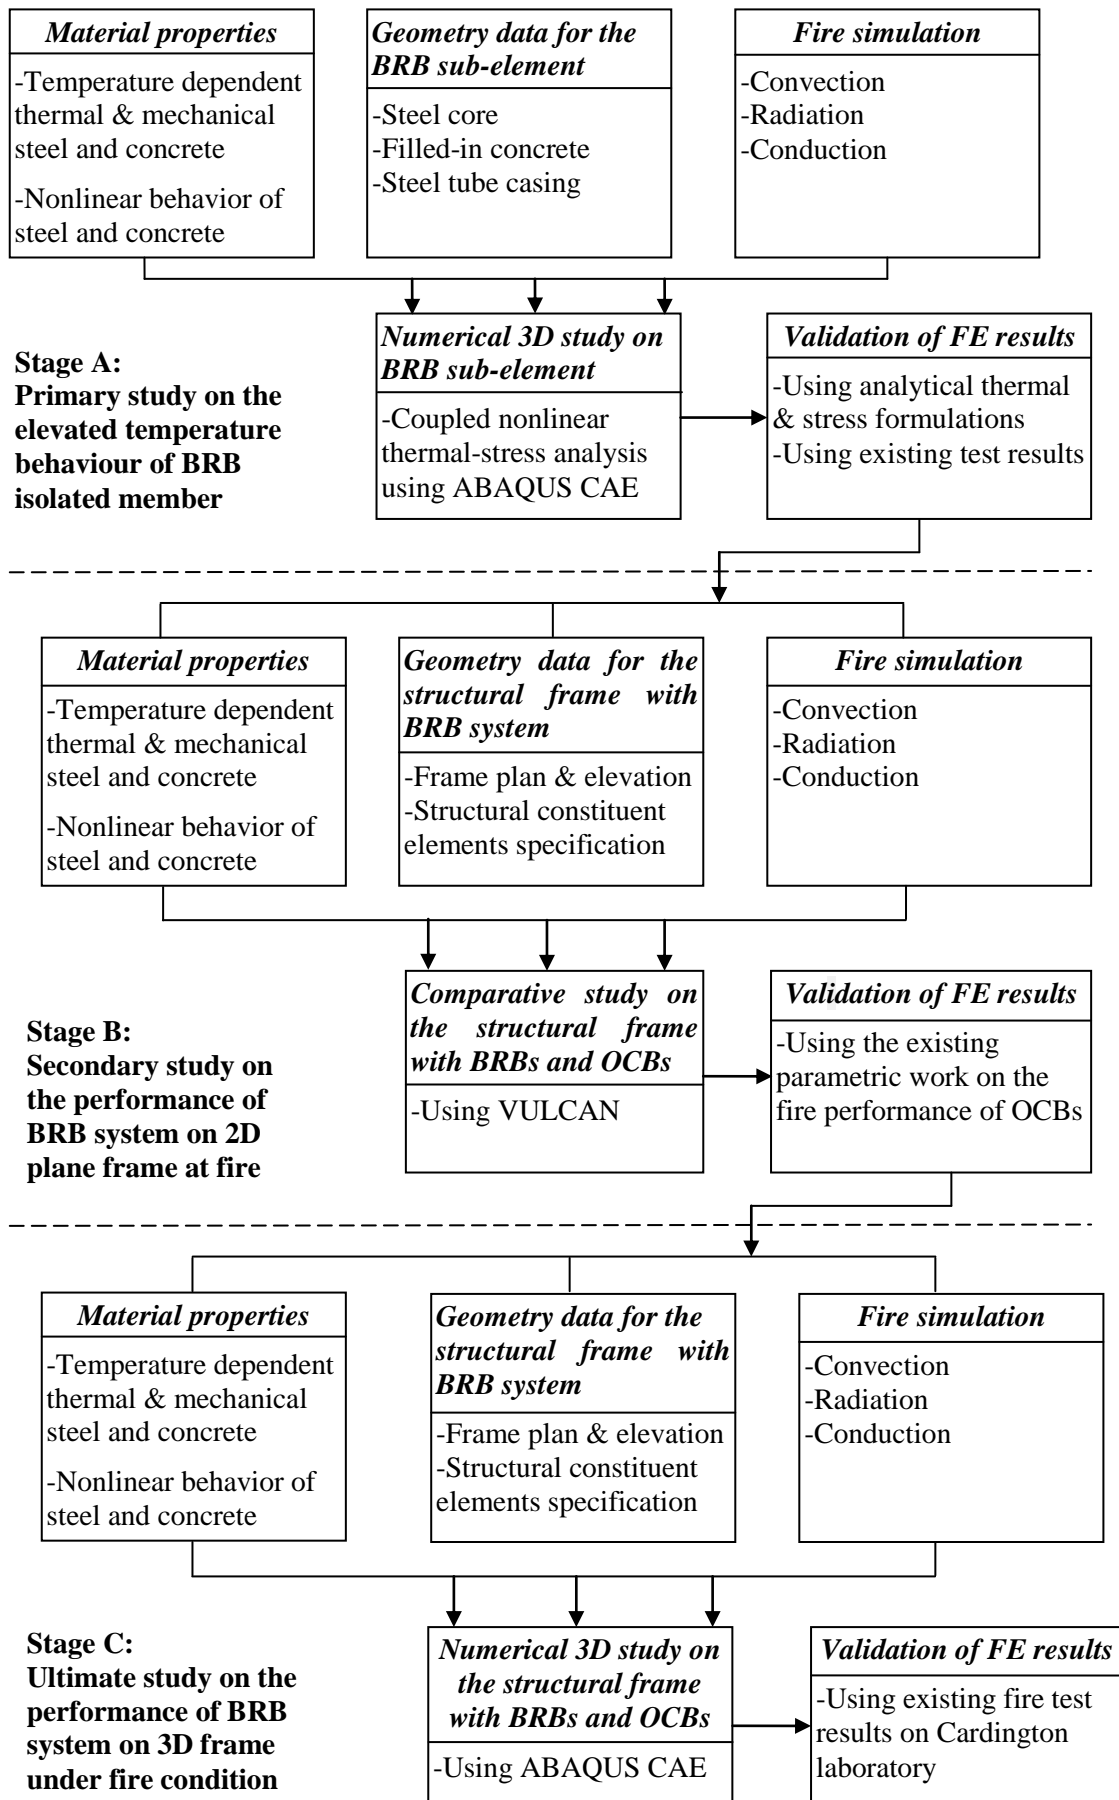 Material properties
-Temperature dependent
thermal & mechanical
steel and concrete
-Nonlinear behavior of
steel and concrete
Geometry data for the
BRB sub-element
-Steel core
-Filled-in concrete
-Steel tube casing
Fire simulation
-Convection
-Radiation
-Conduction
Stage A:
Primary study on the
elevated temperature
behaviour of BRB
isolated member
Numerical 3D study on
BRB sub-element
-Coupled nonlinear
thermal-stress analysis
using ABAQUS CAE
Validation of FE results
-Using analytical thermal
& stress formulations
-Using existing test results
Material properties
-Temperature dependent
thermal & mechanical
steel and concrete
-Nonlinear behavior of
steel and concrete
Geometry data for the
structural frame with
BRB system
-Frame plan & elevation
-Structural constituent
elements specification
Fire simulation
-Convection
-Radiation
-Conduction
Stage B:
Secondary study on
the performance of
BRB system on 2D
plane frame at fire
Comparative study on
the structural frame
with BRBs and OCBs
-Using VULCAN
Validation of FE results
-Using the existing
parametric work on the
fire performance of OCBs
Material properties
-Temperature dependent
thermal & mechanical
steel and concrete
-Nonlinear behavior of
steel and concrete
Geometry data for the
structural frame with
BRB system
-Frame plan & elevation
-Structural constituent
elements specification
Fire simulation
-Convection
-Radiation
-Conduction
Stage C:
Ultimate study on the
performance of BRB
system on 3D frame
under fire condition
Numerical 3D study on
the structural frame
with BRBs and OCBs
-Using ABAQUS CAE
Validation of FE results
-Using existing fire test
results on Cardington
laboratory